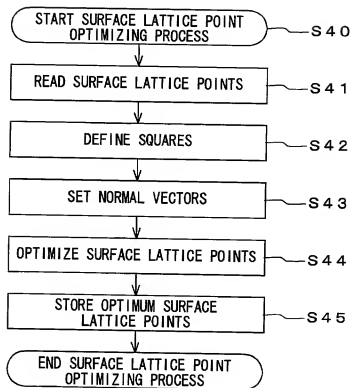 START SURFACE LATTICE POINT
OPTIMIZING PROCESS
S40
READ SURFACE LATTICE POINTS
S41
DEFINE SQUARES
S42
SET NORMAL VECTORS
S43
OPTIMIZE SURFACE LATTICE POINTS
S44
STORE OPTIMUM SURFACE
LATTICE POINTS
S45
END SURFACE LATTICE POINT
OPTIMIZING PROCESS